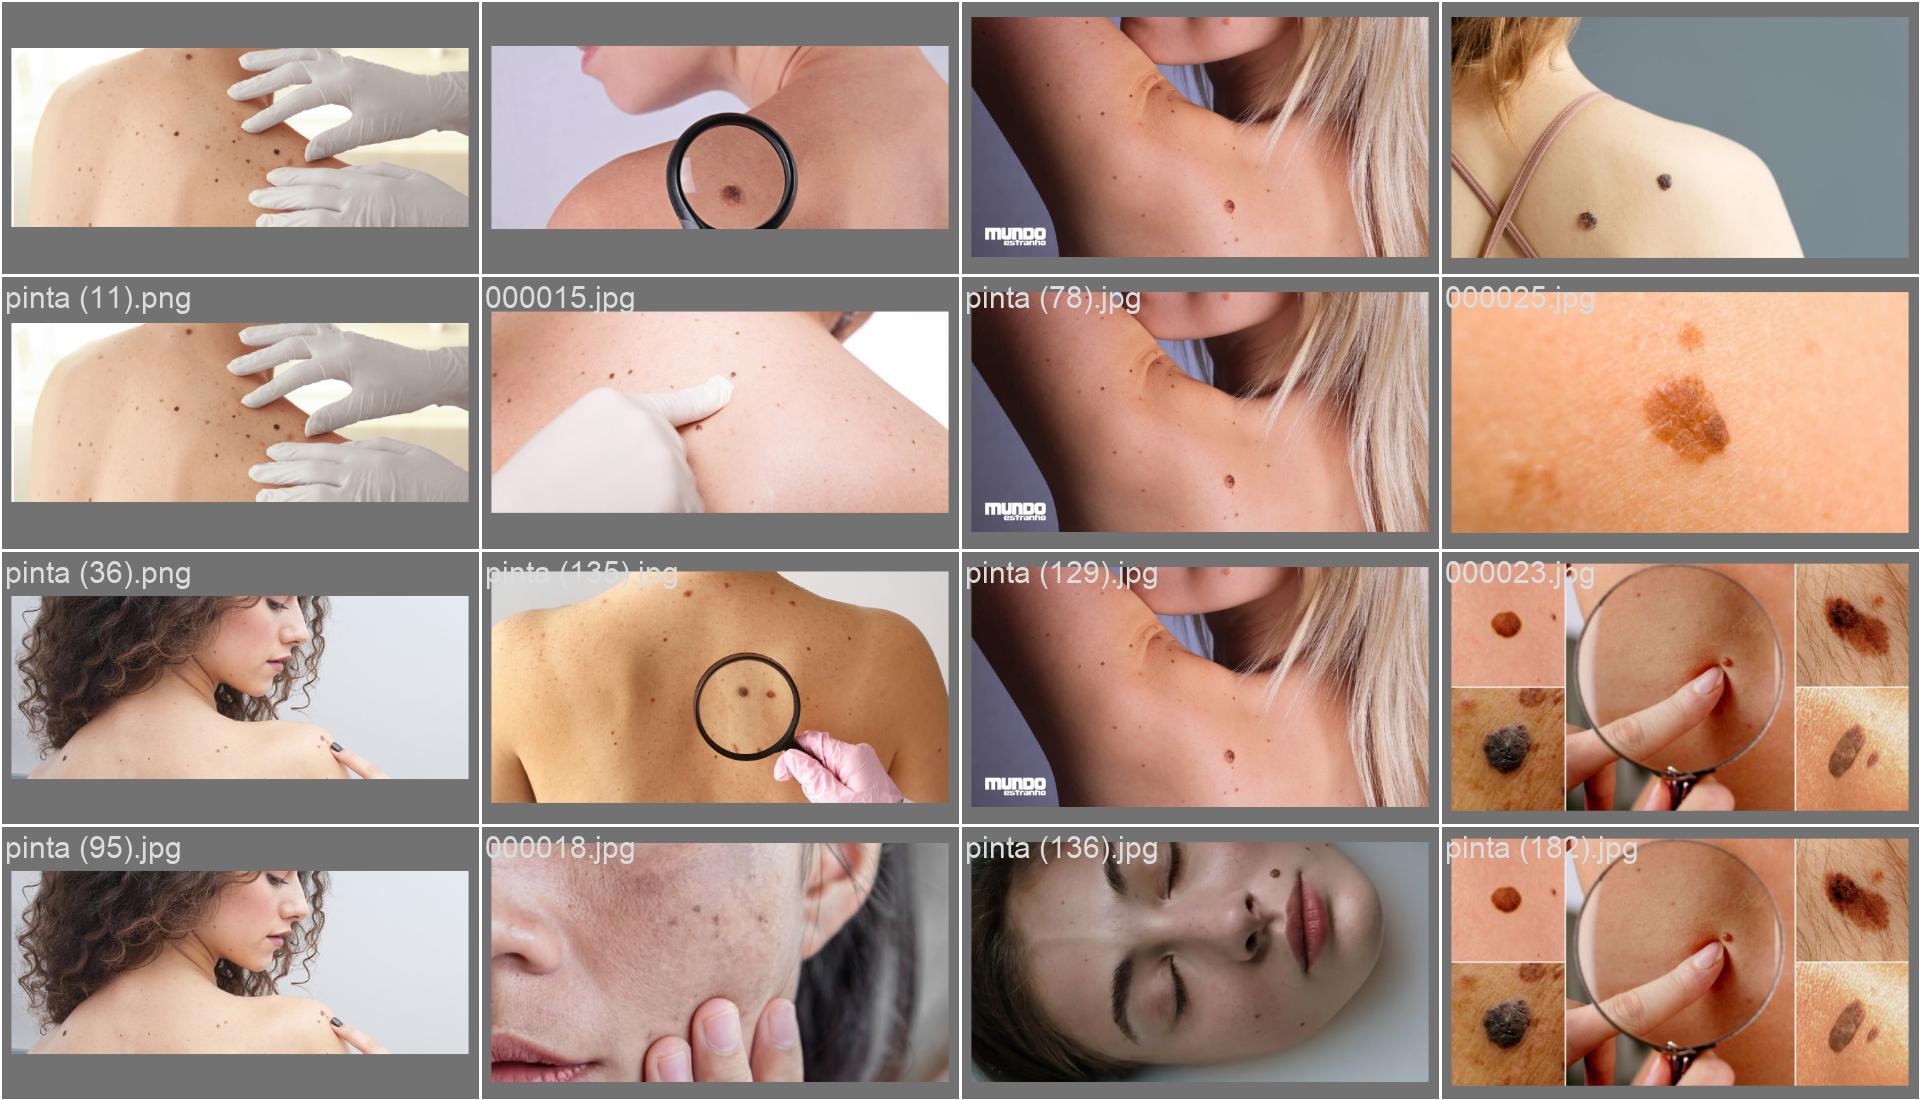 MUNDO
estranho
pinta (11).png
000015.jpg
pinta (78).jpg
000025.jpg
MUNDO
estranho
pinta (36).png
pinta (135).jpg
pinta (129).jpg
000023.jpg
MUNDO
estranho
pinta (95).jpg
000018.jpg
pinta (136).jpg
pinta (182).jpg